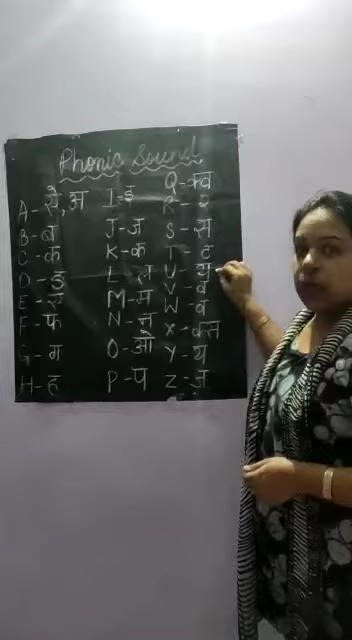 Phonic Sound
A - ऐ, अ
B - ब
C - क
D - ड
E - ए
F - फ
G - ग
H - ह
I - इ
J - ज
K - क
L - ल
M - म
N - न
O - ओ
P - प
Q - क्व
R - र
S - स
T - ट
U -
V - व
W - व
X - क्स
Y - य
Z - ज़